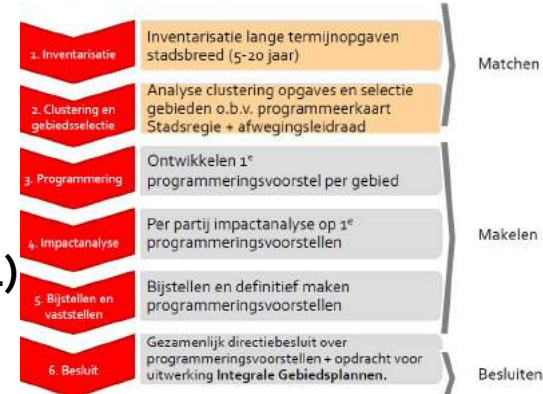 1. Inventarisatie
Inventarisatie lange termijnopgaven
stadsbreed (5-20 jaar)
Matchen
2. Clustering en
gebiedsselectie
Analyse clustering opgaves en selectie
gebieden o.b.v. programmeerkaart
Stadsregie + afwegingsleidraad
3. Programmering
Ontwikkelen 1e
programmeringsvoorstel per gebied
4. Impactanalyse
Per partij impactanalyse op 1e
programmeringsvoorstellen
Makelen
)
5. Bijstellen en
vaststellen
Bijstellen en definitief maken
programmeringsvoorstellen
6. Besluit
Gezamenlijk directiebesluit over
programmeringsvoorstellen + opdracht voor
uitwerking Integrale Gebiedsplannen.
Besluiten